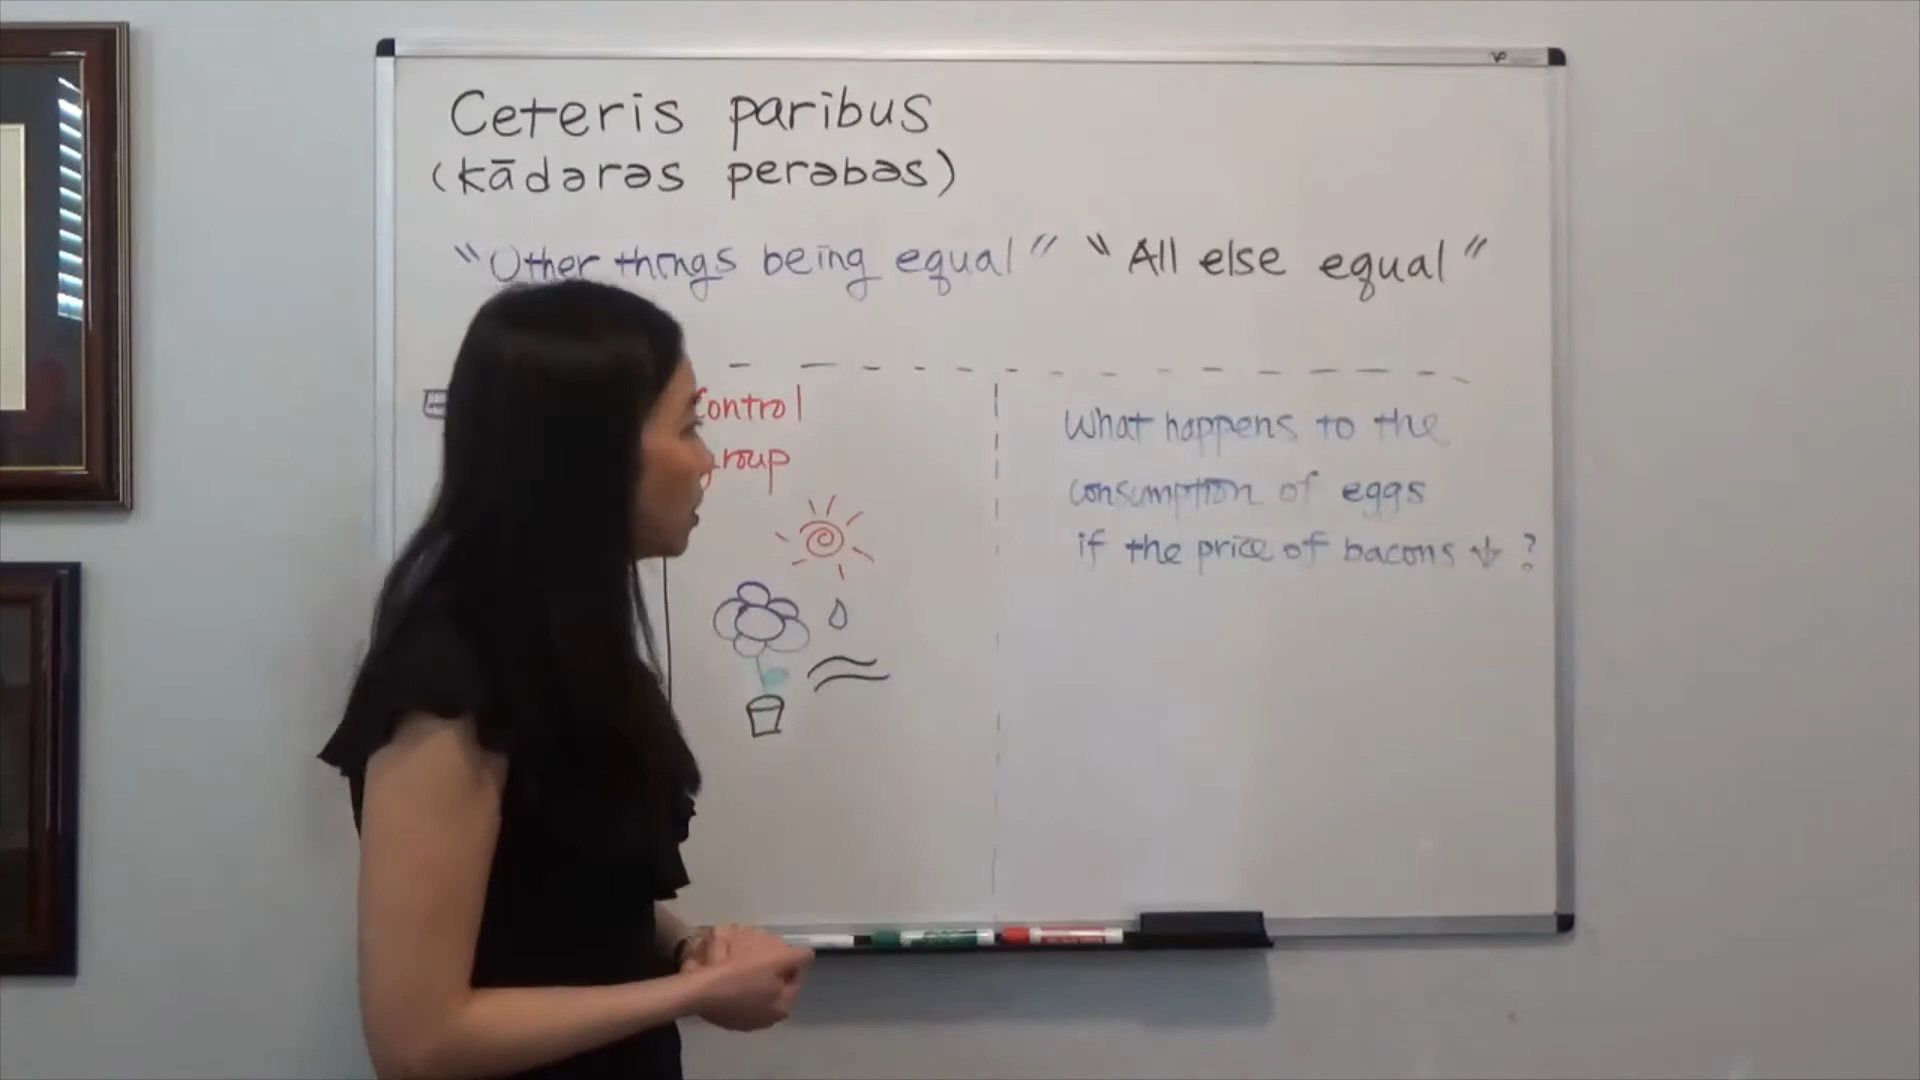 Ceteris paribus
(kādərəs perəbəs)
"Other things being equal" "All else equal"
Control
group
What happens to the
consumption of eggs
if the price of bacons ↓ ?